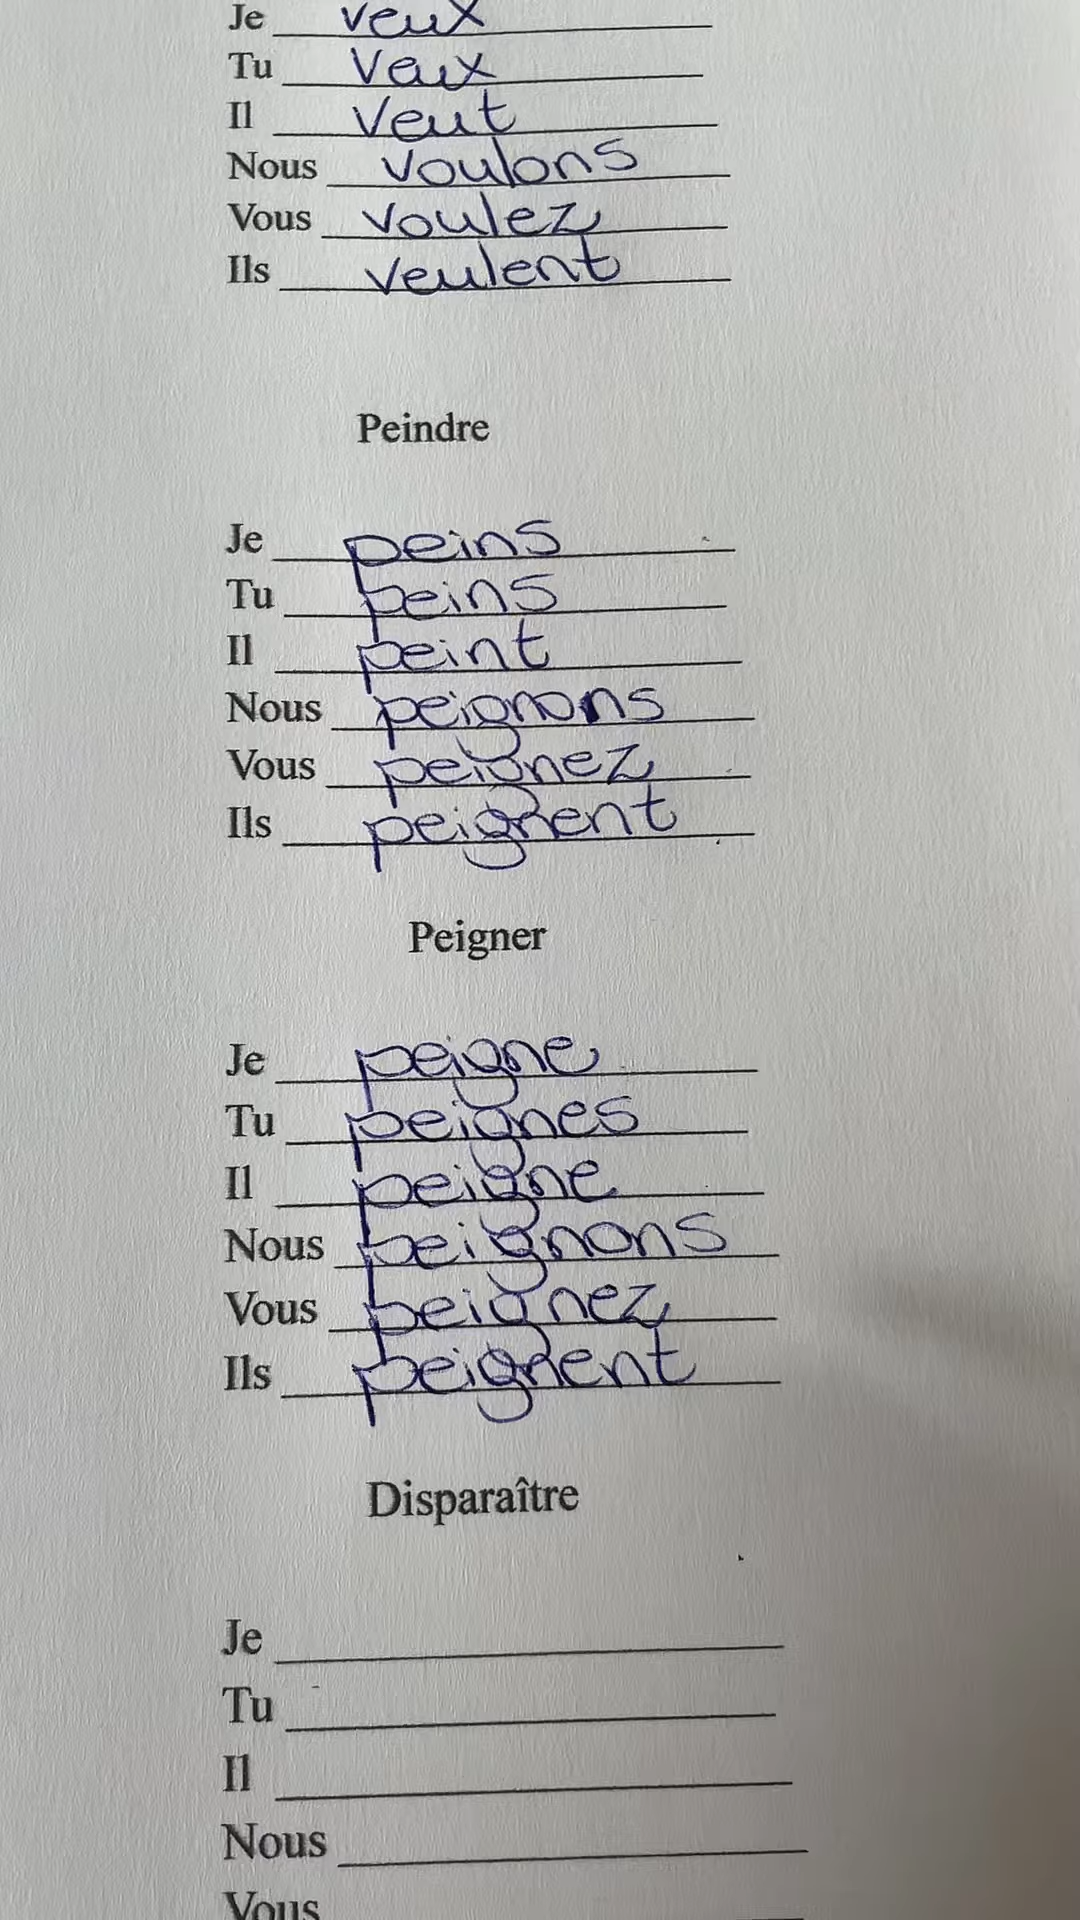 Je veux
Tu veux
Il veut
Nous voulons
Vous voulez
Ils veulent
Peindre
Je peins
Tu peins
Il peint
Nous peignons
Vous peignez
Ils peignent
Peigner
Je peigne
Tu peignes
Il peigne
Nous peignons
Vous peignez
Ils peignent
Disparaître
Je
Tu
Il
Nous
Vous